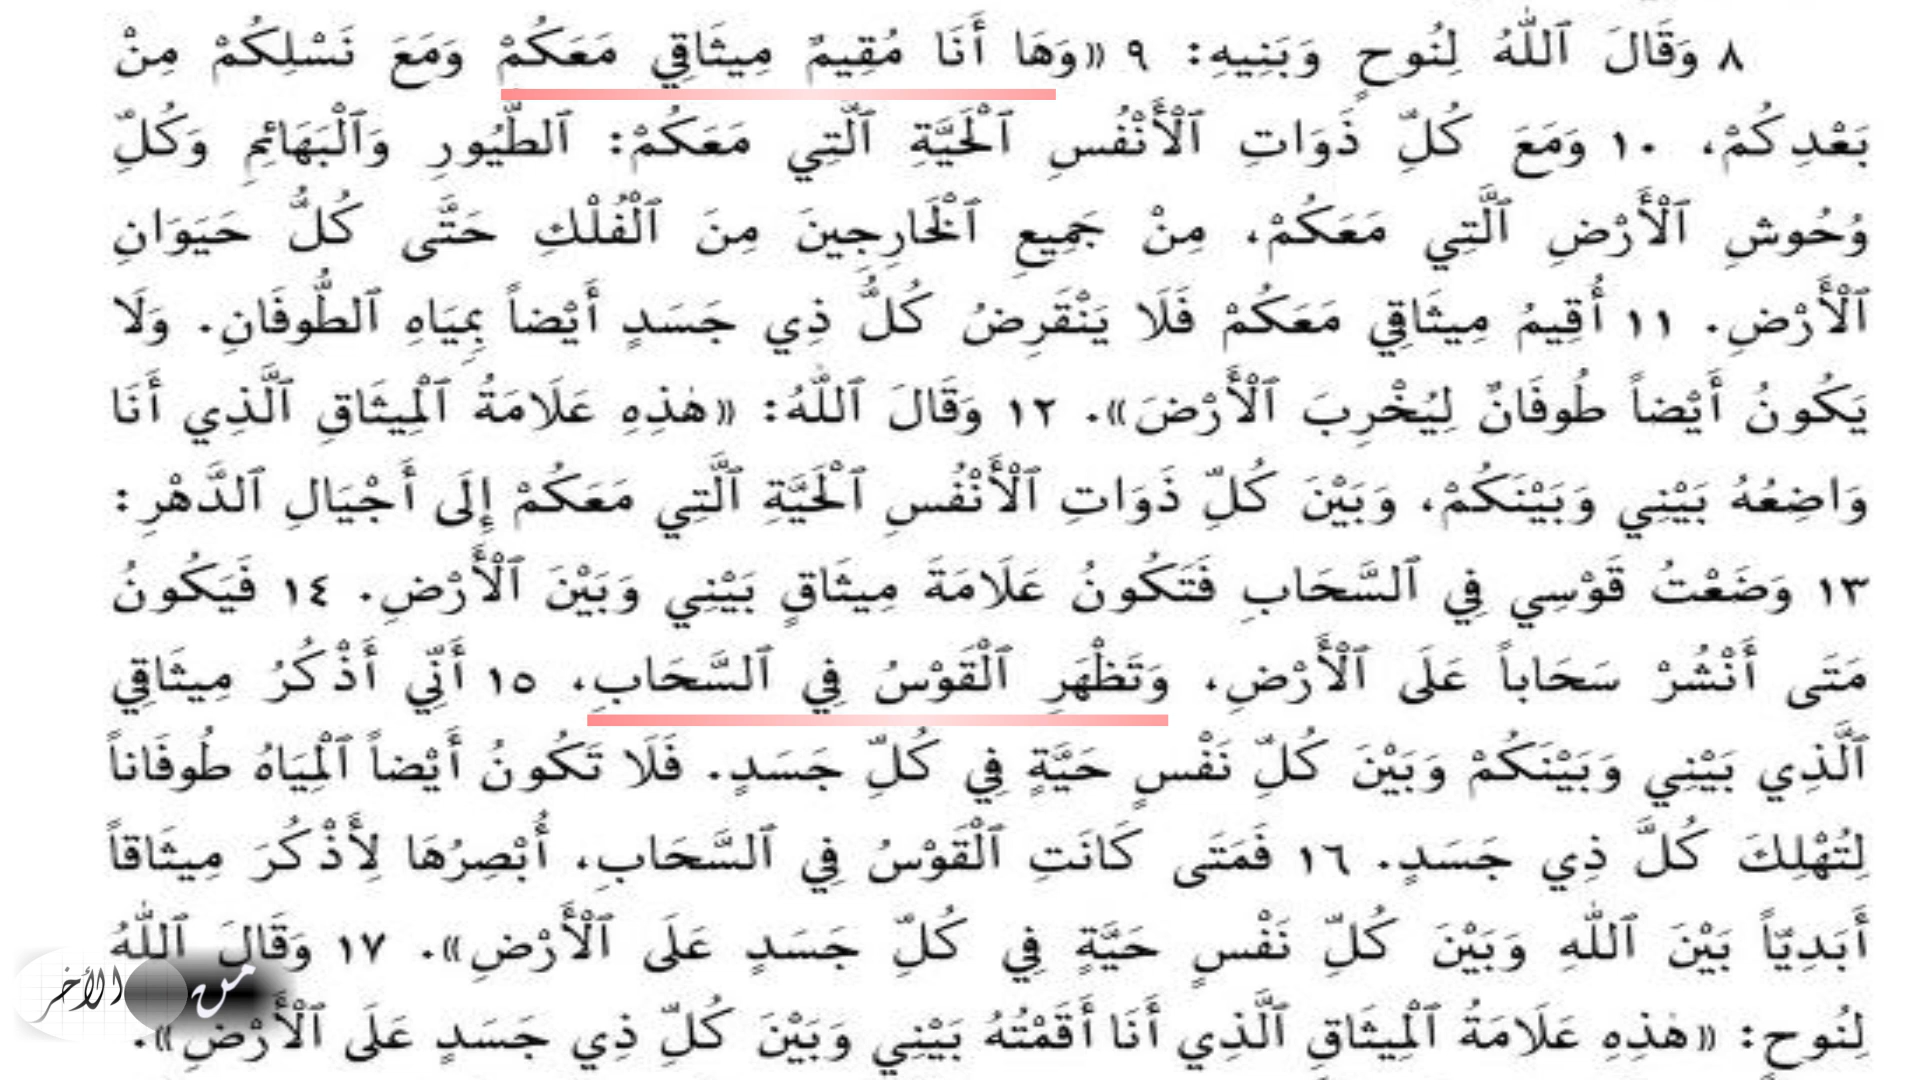 ٨ وَقَالَ ٱللّٰهُ لِنُوحٍ وَبَنِيهِ: ٩ «وَهَا أَنَا مُقِيمٌ مِيثَاقِي مَعَكُمْ وَمَعَ نَسْلِكُمْ مِنْ
بَعْدِكُمْ، ١٠ وَمَعَ كُلِّ ذَوَاتِ ٱلْأَنْفُسِ ٱلْحَيَّةِ ٱلَّتِي مَعَكُمْ: ٱلطُّيُورِ وَٱلْبَهَائِمِ وَكُلِّ
وُحُوشِ ٱلْأَرْضِ ٱلَّتِي مَعَكُمْ، مِنْ جَمِيعِ ٱلْخَارِجِينَ مِنَ ٱلْفُلْكِ حَتَّى كُلُّ حَيَوَانِ
ٱلْأَرْضِ. ١١ أُقِيمُ مِيثَاقِي مَعَكُمْ فَلَا يَنْقَرِضُ كُلُّ ذِي جَسَدٍ أَيْضاً بِمِيَاهِ ٱلطُّوفَانِ. وَلَا
يَكُونُ أَيْضاً طُوفَانٌ لِيُخْرِبَ ٱلْأَرْضَ». ١٢ وَقَالَ ٱللّٰهُ: «هٰذِهِ عَلَامَةُ ٱلْمِيثَاقِ ٱلَّذِي أَنَا
وَاضِعُهُ بَيْنِي وَبَيْنَكُمْ، وَبَيْنَ كُلِّ ذَوَاتِ ٱلْأَنْفُسِ ٱلْحَيَّةِ ٱلَّتِي مَعَكُمْ إِلَى أَجْيَالِ ٱلدَّهْرِ:
١٣ وَضَعْتُ قَوْسِي فِي ٱلسَّحَابِ فَتَكُونُ عَلَامَةَ مِيثَاقٍ بَيْنِي وَبَيْنَ ٱلْأَرْضِ. ١٤ فَيَكُونُ
مَتَى أَنْشُرْ سَحَاباً عَلَى ٱلْأَرْضِ، وَتَظْهَرِ ٱلْقَوْسُ فِي ٱلسَّحَابِ، ١٥ أَنِّي أَذْكُرُ مِيثَاقِي
ٱلَّذِي بَيْنِي وَبَيْنَكُمْ وَبَيْنَ كُلِّ نَفْسٍ حَيَّةٍ فِي كُلِّ جَسَدٍ. فَلَا تَكُونُ أَيْضاً ٱلْمِيَاهُ طُوفَاناً
لِتُهْلِكَ كُلَّ ذِي جَسَدٍ. ١٦ فَمَتَى كَانَتِ ٱلْقَوْسُ فِي ٱلسَّحَابِ، أُبْصِرُهَا لِأَذْكُرَ مِيثَاقاً
أَبَدِيّاً بَيْنَ ٱللّٰهِ وَبَيْنَ كُلِّ نَفْسٍ حَيَّةٍ فِي كُلِّ جَسَدٍ عَلَى ٱلْأَرْضِ». ١٧ وَقَالَ ٱللّٰهُ
لِنُوحٍ: «هٰذِهِ عَلَامَةُ ٱلْمِيثَاقِ ٱلَّذِي أَنَا أَقَمْتُهُ بَيْنِي وَبَيْنَ كُلِّ ذِي جَسَدٍ عَلَى ٱلْأَرْضِ».
من الآخر